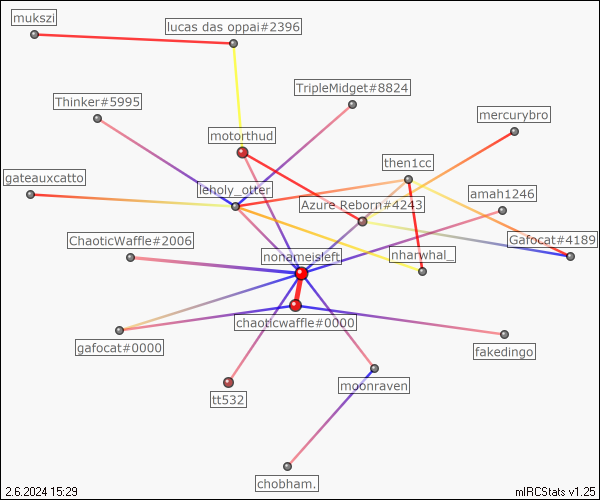 mukszi
lucas das oppai#2396
TripleMidget#8824
Thinker#5995
mercurybro
motorthud
then1cc
gateauxcatto
leholy_otter
amah1246
Azure Reborn#4243
ChaoticWaffle#2006
Gafocat#4189
nonameisleft
nharwhal_
chaoticwaffle#0000
gafocat#0000
fakedingo
moonraven
tt532
chobham.
2.6.2024 15:29
mIRCStats v1.25